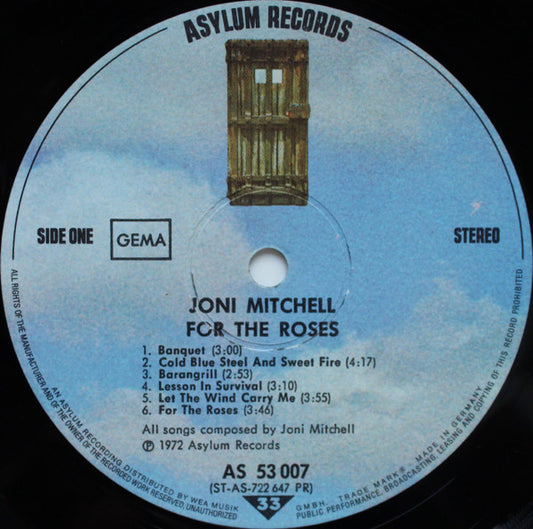 ASYLUM RECORDS
SIDE ONE
GEMA
STEREO
JONI MITCHELL
FOR THE ROSES
1. Banquet (3:00)
2. Cold Blue Steel And Sweet Fire (4:17)
3. Barangrill (2:53)
4. Lesson In Survival (3:10)
5. Let The Wind Carry Me (3:55)
6. For The Roses (3:46)
All songs composed by Joni Mitchell
℗ 1972 Asylum Records
AS 53 007
(ST-AS-722 647 PR)
33
ALL RIGHTS OF THE MANUFACTURER AND OF THE OWNER OF THE RECORDED WORK RESERVED, UNAUTHORIZED
PUBLIC PERFORMANCE, BROADCASTING, LEASING AND COPYING OF THIS RECORD PROHIBITED
AN ASYLUM RECORDING DISTRIBUTED BY WEA MUSIK
GMBH. TRADE MARK® MADE IN GERMANY